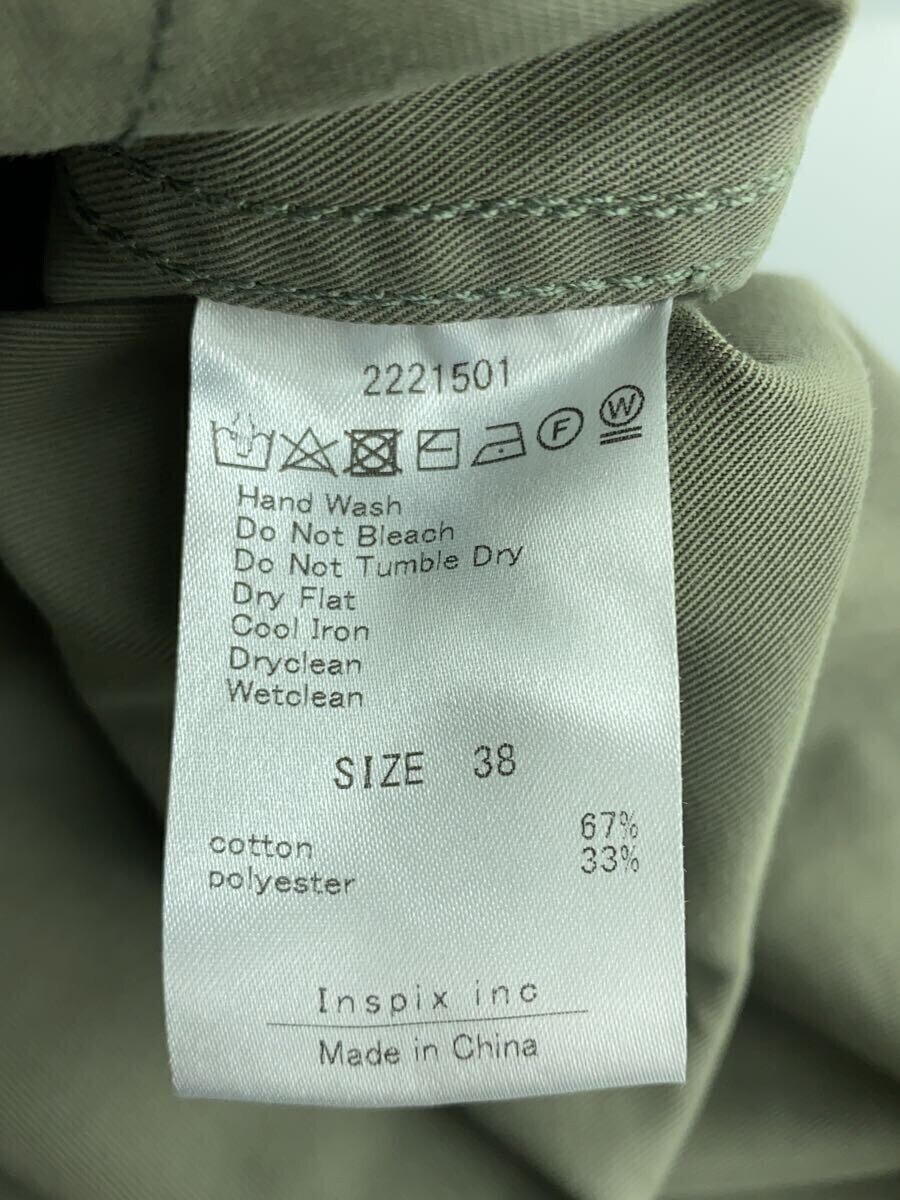 2221501
F W
Hand Wash
Do Not Bleach
Do Not Tumble Dry
Dry Flat
Cool Iron
Dryclean
Wetclean
SIZE 38
cotton 67%
polyester 33%
Inspix inc
Made in China